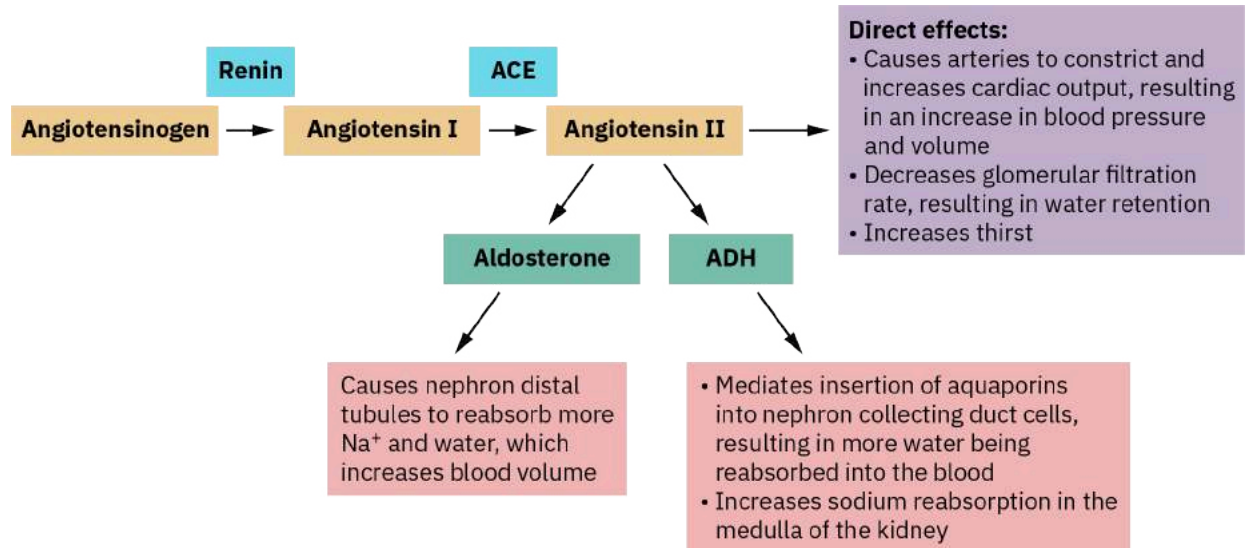 Renin
ACE
Angiotensinogen
Angiotensin I
Angiotensin II
Direct effects:
• Causes arteries to constrict and
increases cardiac output, resulting
in an increase in blood pressure
and volume
• Decreases glomerular filtration
rate, resulting in water retention
• Increases thirst
Aldosterone
ADH
Causes nephron distal
tubules to reabsorb more
Na⁺ and water, which
increases blood volume
• Mediates insertion of aquaporins
into nephron collecting duct cells,
resulting in more water being
reabsorbed into the blood
• Increases sodium reabsorption in the
medulla of the kidney